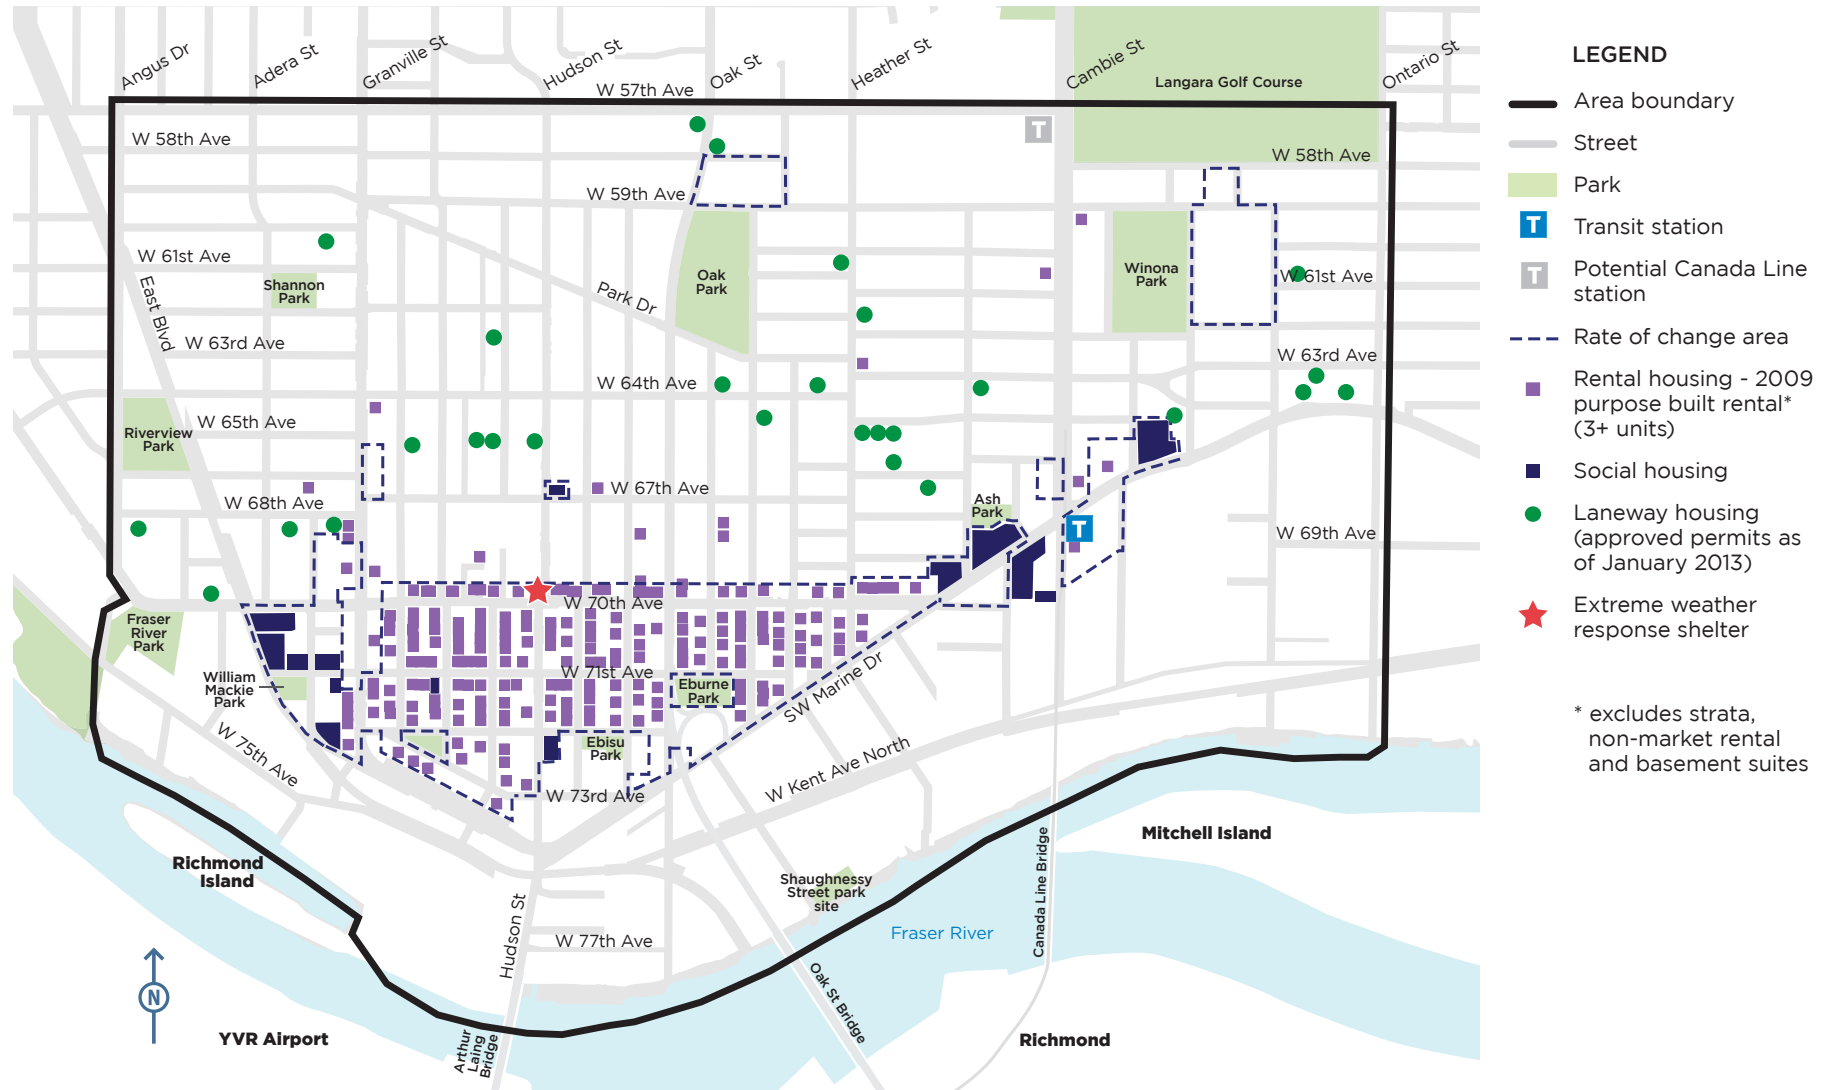 Angus Dr
Adera St
Granville St
Hudson St
Oak St
Heather St
Cambie St
Ontario St
W 57th Ave
Langara Golf Course
T
W 58th Ave
W 58th Ave
W 59th Ave
W 61st Ave
East Blvd
Shannon
Park
Park Dr
Oak
Park
Winona
Park
W 61st Ave
W 63rd Ave
W 63rd Ave
W 64th Ave
W 65th Ave
Riverview
Park
W 67th Ave
W 68th Ave
Ash
Park
T
W 69th Ave
W 70th Ave
Fraser
River
Park
W 71st Ave
William
Mackie
Park
Eburne
Park
SW Marine Dr
Ebisu
Park
W 75th Ave
W 73rd Ave
W Kent Ave North
Richmond
Island
Mitchell Island
Shaughnessy
Street park
site
Canada Line Bridge
Fraser River
Hudson St
W 77th Ave
Oak St Bridge
N
YVR Airport
Arthur
Laing
Bridge
Richmond
LEGEND
Area boundary
Street
Park
T
Transit station
T
Potential Canada Line
station
Rate of change area
Rental housing - 2009
purpose built rental*
(3+ units)
Social housing
Laneway housing
(approved permits as
of January 2013)
Extreme weather
response shelter
* excludes strata,
non-market rental
and basement suites